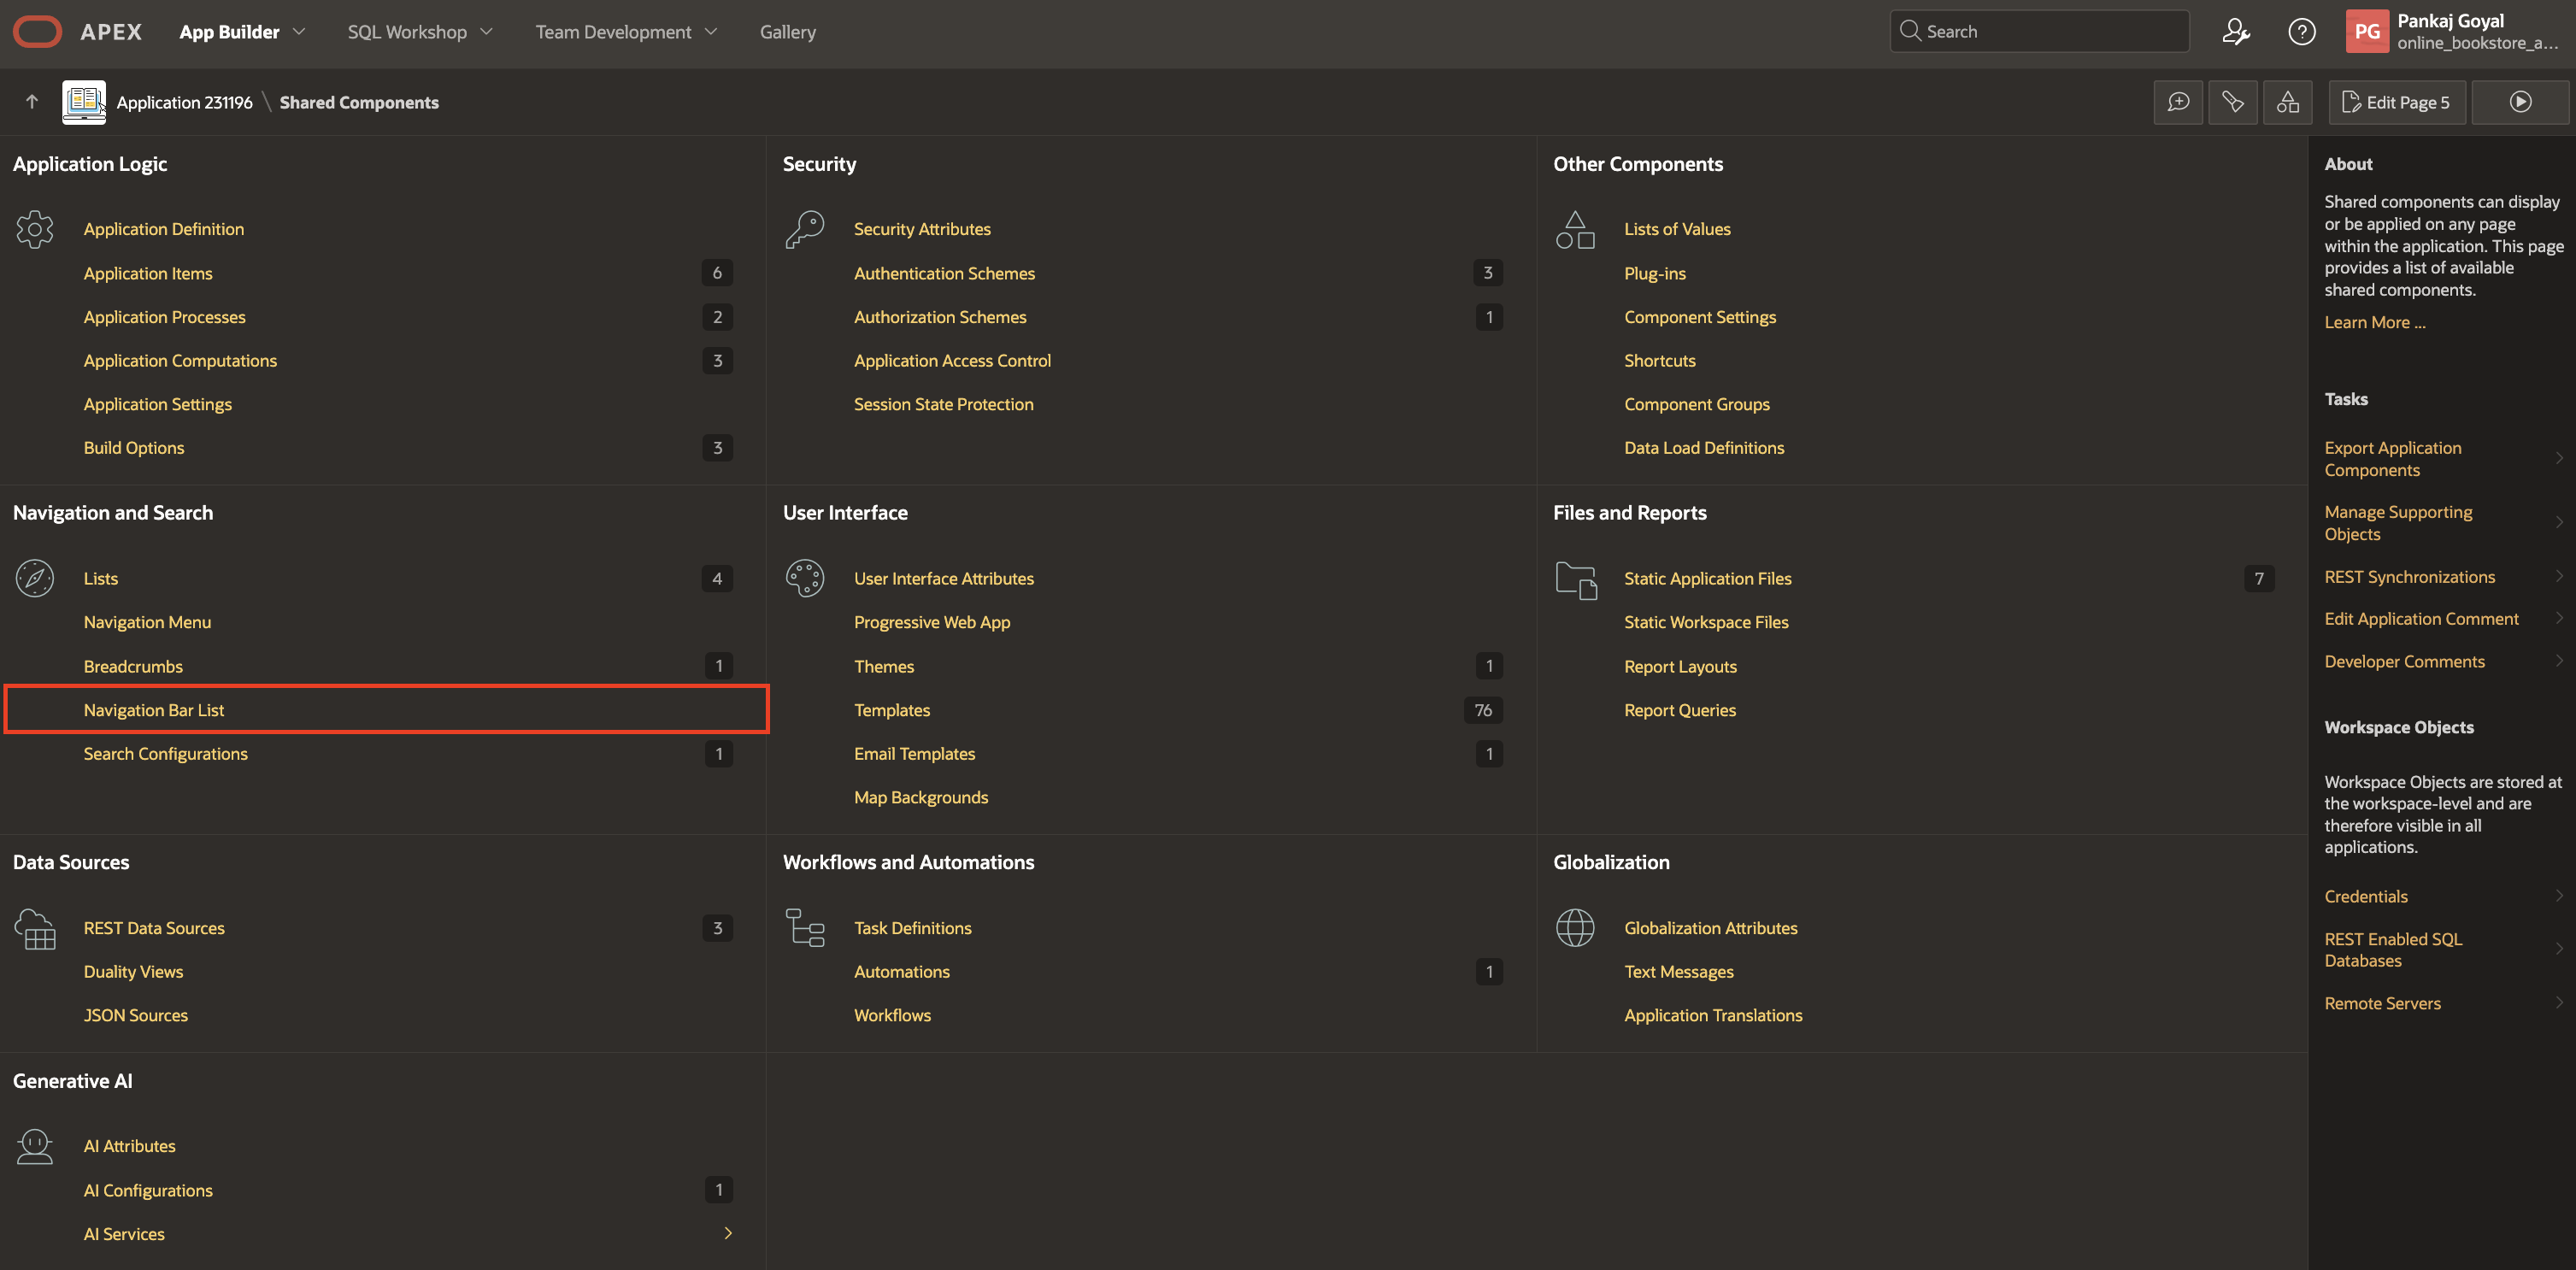 APEX App Builder SQL Workshop Team Development Gallery Search PG Pankaj Goyal
online_bookstore_a...
Application 231196 \ Shared Components Edit Page 5
Application Logic
Application Definition
Application Items 6
Application Processes 2
Application Computations 3
Application Settings
Build Options 3
Security
Security Attributes
Authentication Schemes 3
Authorization Schemes 1
Application Access Control
Session State Protection
Other Components
Lists of Values
Plug-ins
Component Settings
Shortcuts
Component Groups
Data Load Definitions
Navigation and Search
Lists 4
Navigation Menu
Breadcrumbs 1
Navigation Bar List
Search Configurations 1
User Interface
User Interface Attributes
Progressive Web App
Themes 1
Templates 76
Email Templates 1
Map Backgrounds
Files and Reports
Static Application Files 7
Static Workspace Files
Report Layouts
Report Queries
Data Sources
REST Data Sources 3
Duality Views
JSON Sources
Workflows and Automations
Task Definitions
Automations 1
Workflows
Globalization
Globalization Attributes
Text Messages
Application Translations
Generative AI
AI Attributes
AI Configurations 1
AI Services
About
Shared components can display
or be applied on any page
within the application. This page
provides a list of available
shared components.
Learn More ...
Tasks
Export Application
Components
Manage Supporting
Objects
REST Synchronizations
Edit Application Comment
Developer Comments
Workspace Objects
Workspace Objects are stored at
the workspace-level and are
therefore visible in all
applications.
Credentials
REST Enabled SQL
Databases
Remote Servers